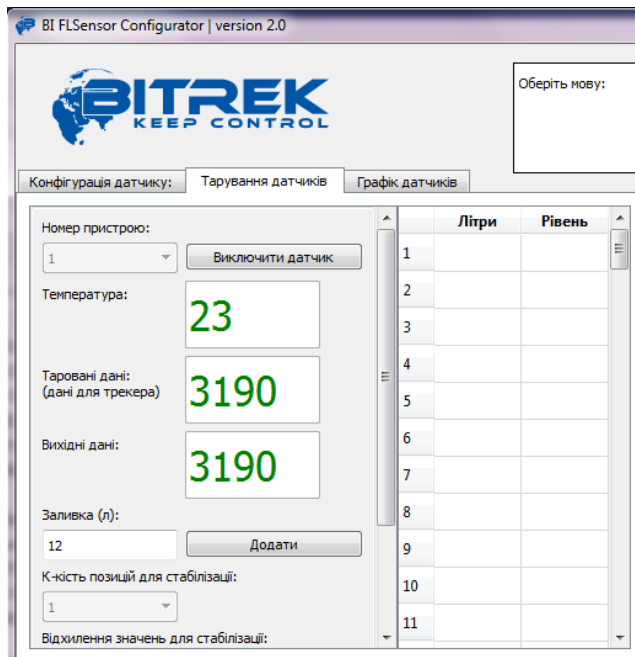 BI FLSensor Configurator | version 2.0
BITREK
KEEP CONTROL
Оберіть мову:
Конфігурація датчику:
Тарування датчиків
Графік датчиків
Номер пристрою:
1
Виключити датчик
Температура:
23
Таровані дані:
(дані для трекера)
3190
Вихідні дані:
3190
Заливка (л):
12
Додати
К-кість позицій для стабілізації:
1
Відхилення значень для стабілізації:
Літри Рівень
1
2
3
4
5
6
7
8
9
10
11